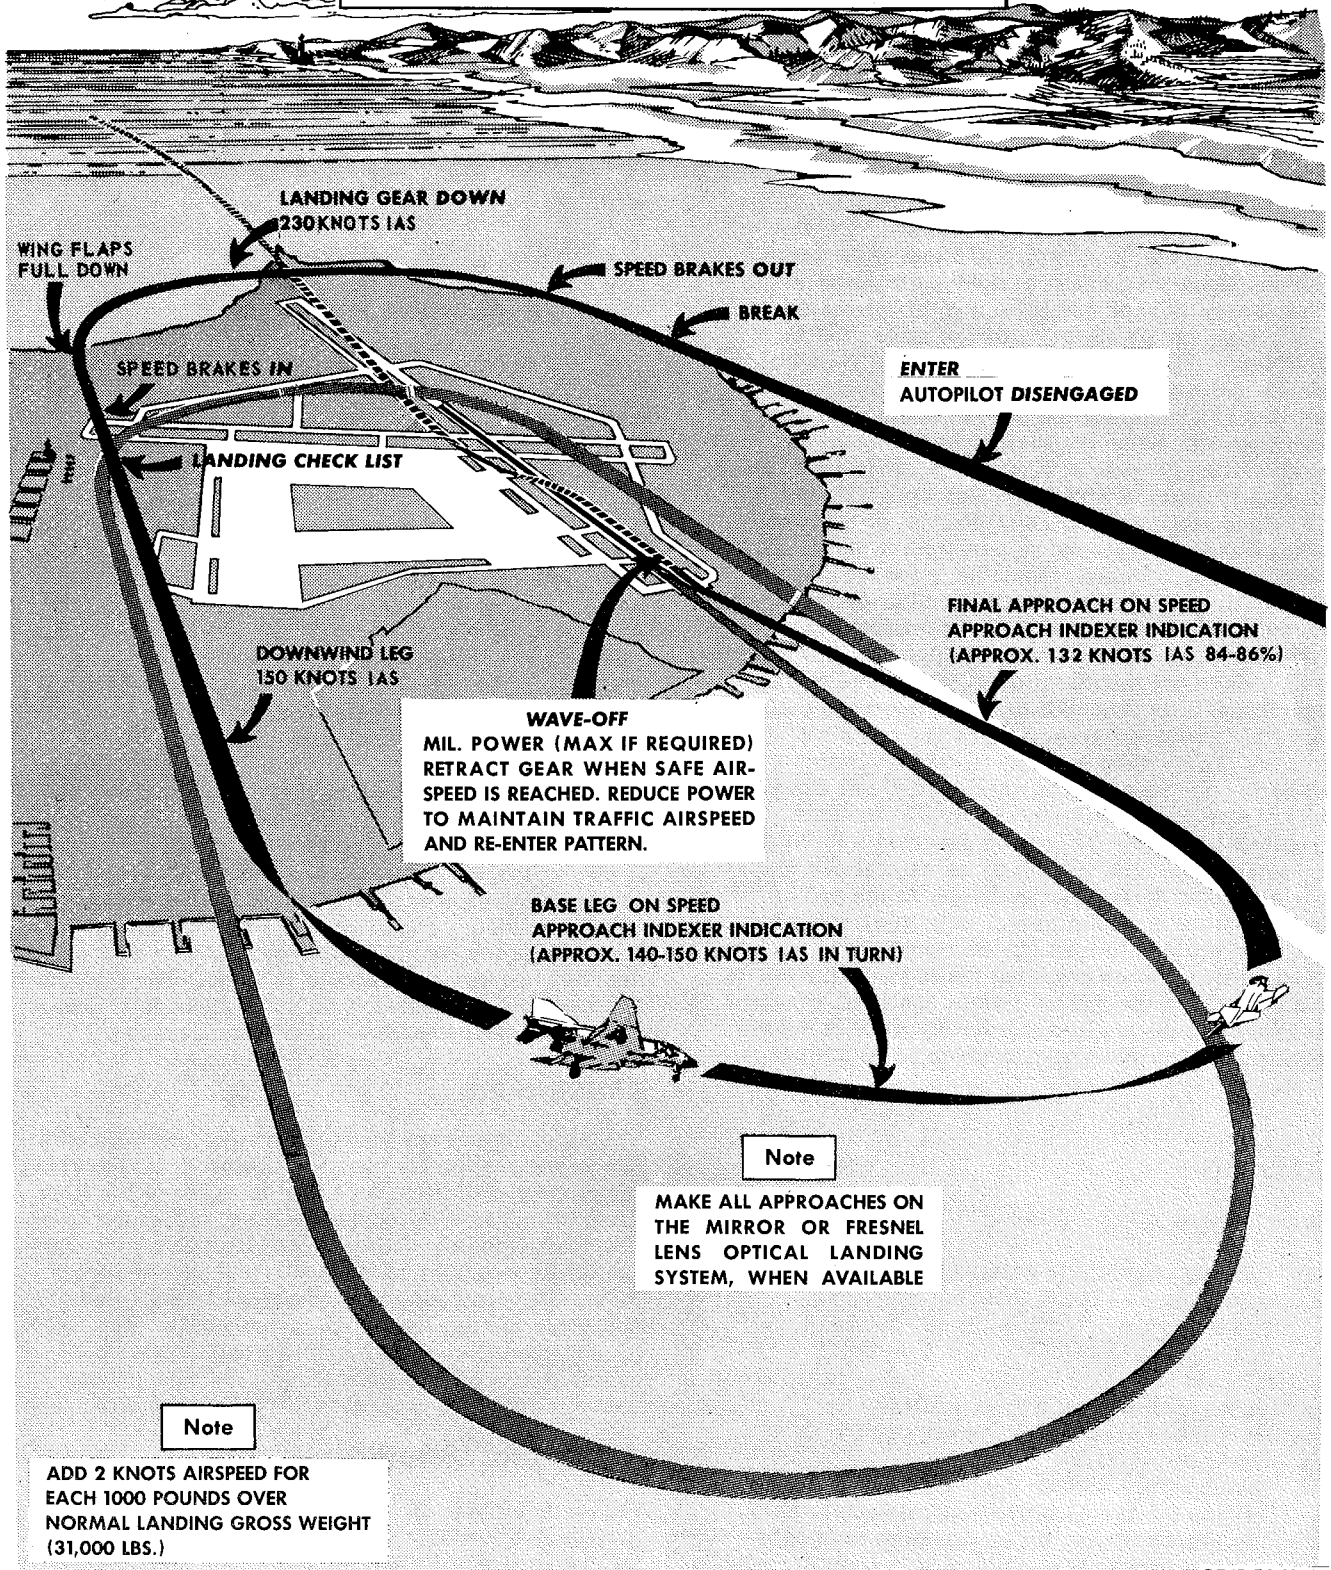 LANDING GEAR DOWN
230 KNOTS IAS
WING FLAPS
FULL DOWN
SPEED BRAKES OUT
BREAK
ENTER
AUTOPILOT DISENGAGED
SPEED BRAKES IN
LANDING CHECK LIST
FINAL APPROACH ON SPEED
APPROACH INDEXER INDICATION
(APPROX. 132 KNOTS IAS 84-86%)
DOWNWIND LEG
150 KNOTS IAS
WAVE-OFF
MIL. POWER (MAX IF REQUIRED)
RETRACT GEAR WHEN SAFE AIR-
SPEED IS REACHED. REDUCE POWER
TO MAINTAIN TRAFFIC AIRSPEED
AND RE-ENTER PATTERN.
BASE LEG ON SPEED
APPROACH INDEXER INDICATION
(APPROX. 140-150 KNOTS IAS IN TURN)
Note
MAKE ALL APPROACHES ON
THE MIRROR OR FRESNEL
LENS OPTICAL LANDING
SYSTEM, WHEN AVAILABLE
Note
ADD 2 KNOTS AIRSPEED FOR
EACH 1000 POUNDS OVER
NORMAL LANDING GROSS WEIGHT
(31,000 LBS.)